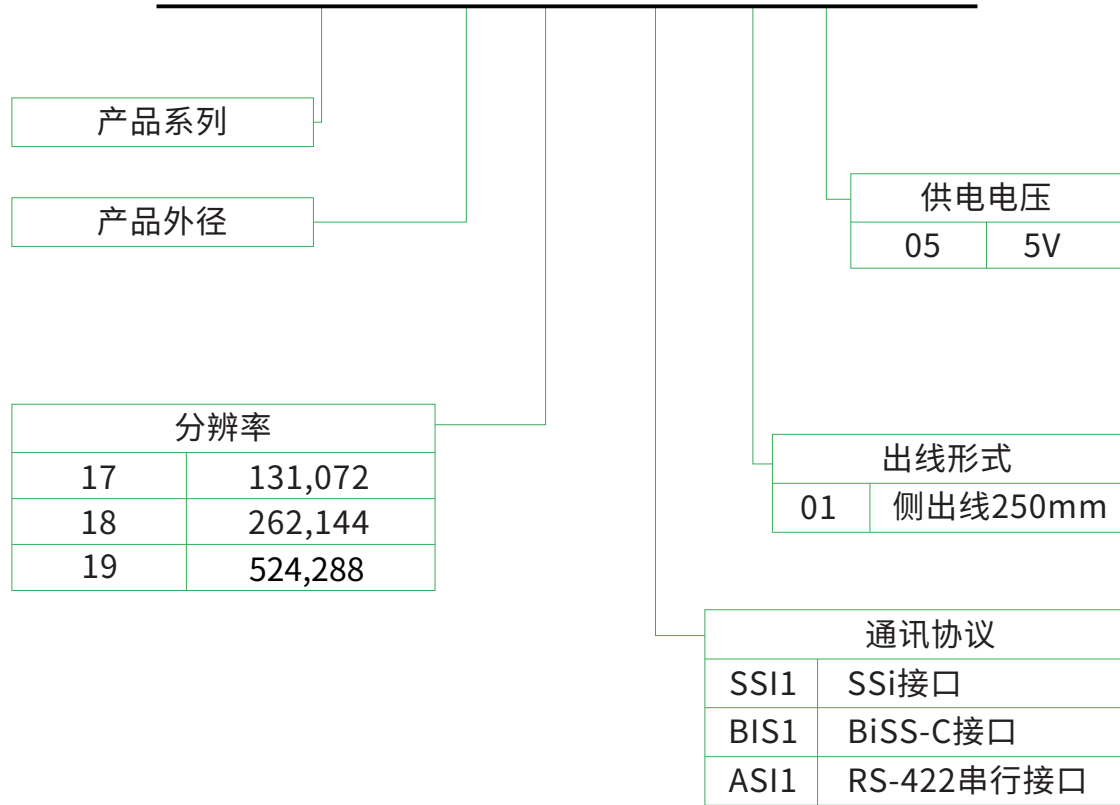 产品系列
产品外径
供电电压
05 5V
分辨率
17 131,072
18 262,144
19 524,288
出线形式
01 侧出线250mm
通讯协议
SSI1 SSi接口
BIS1 BiSS-C接口
ASI1 RS-422串行接口